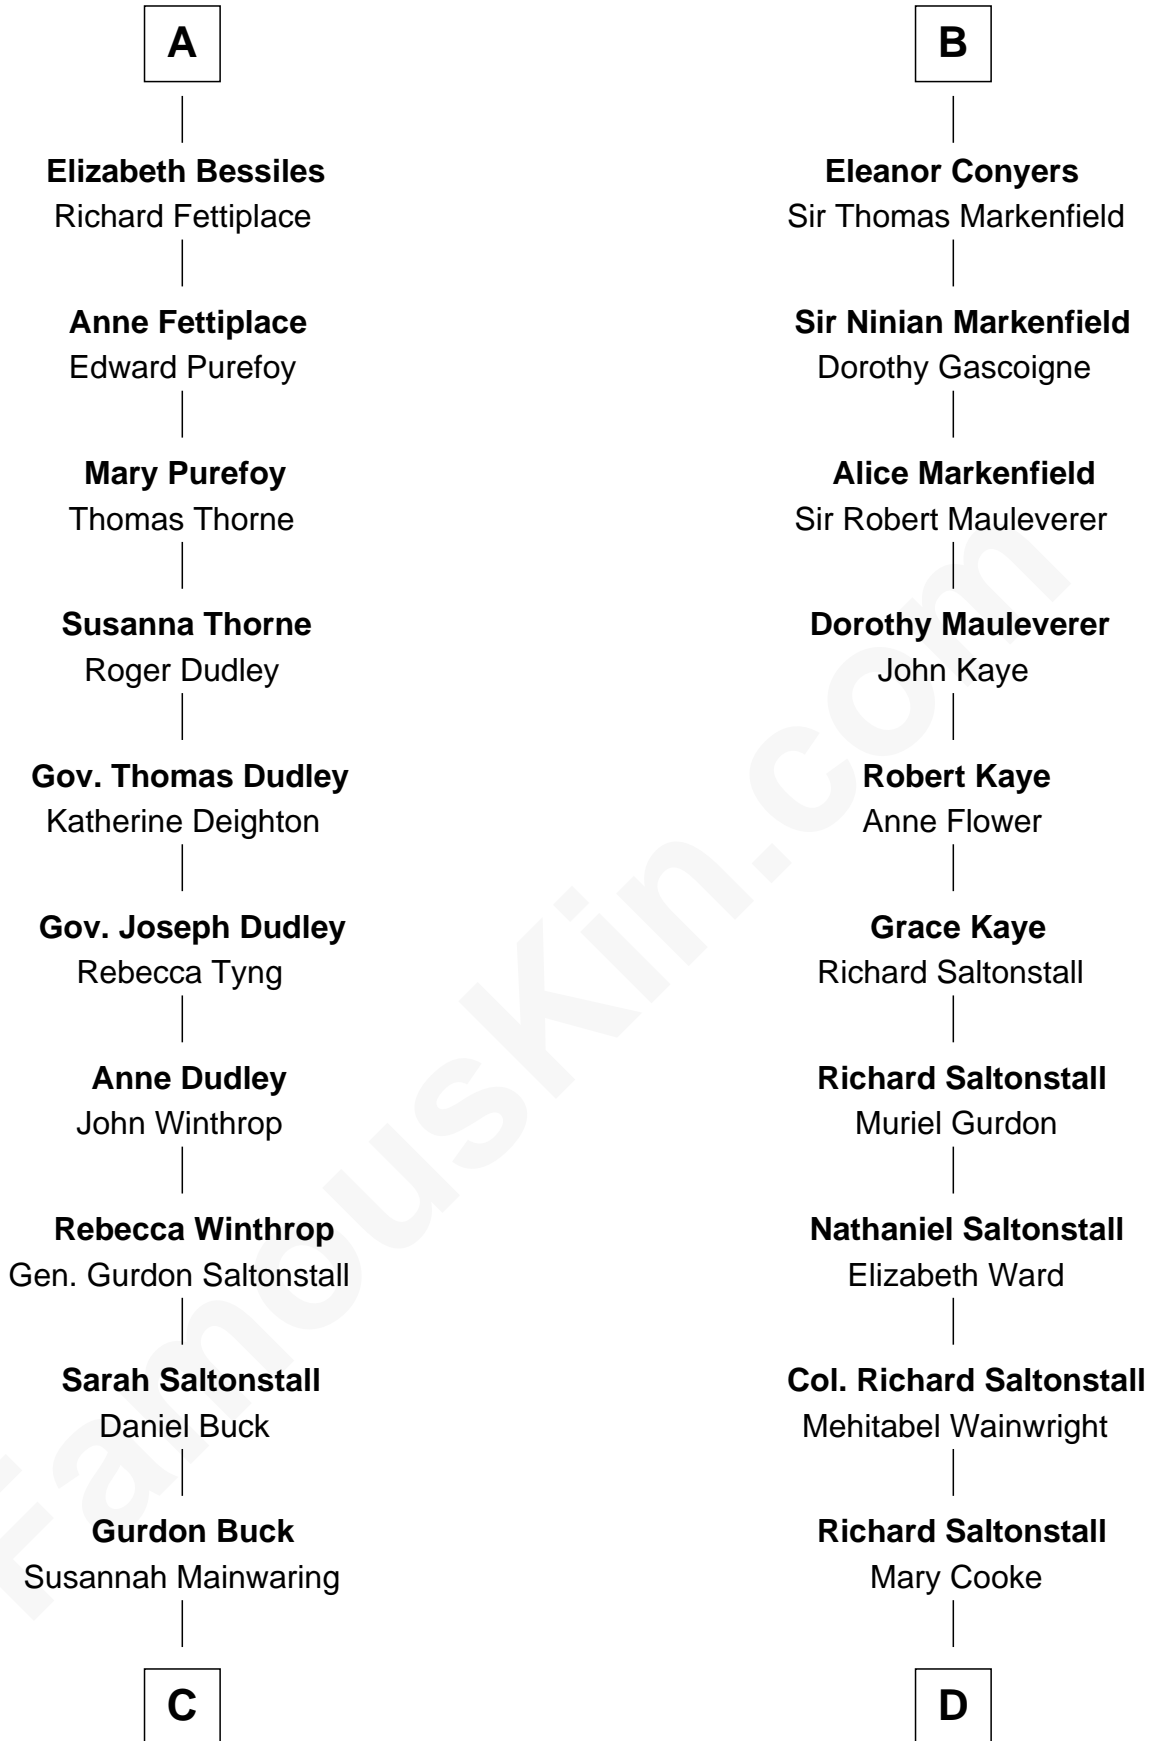 A
Elizabeth Bessiles
Richard Fettiplace
Anne Fettiplace
Edward Purefoy
Mary Purefoy
Thomas Thorne
Susanna Thorne
Roger Dudley
Gov. Thomas Dudley
Katherine Deighton
Gov. Joseph Dudley
Rebecca Tyng
Anne Dudley
John Winthrop
Rebecca Winthrop
Gen. Gurdon Saltonstall
Sarah Saltonstall
Daniel Buck
Gurdon Buck
Susannah Mainwaring
C
B
Eleanor Conyers
Sir Thomas Markenfield
Sir Ninian Markenfield
Dorothy Gascoigne
Alice Markenfield
Sir Robert Mauleverer
Dorothy Mauleverer
John Kaye
Robert Kaye
Anne Flower
Grace Kaye
Richard Saltonstall
Richard Saltonstall
Muriel Gurdon
Nathaniel Saltonstall
Elizabeth Ward
Col. Richard Saltonstall
Mehitabel Wainwright
Richard Saltonstall
Mary Cooke
D
FamousKin.com